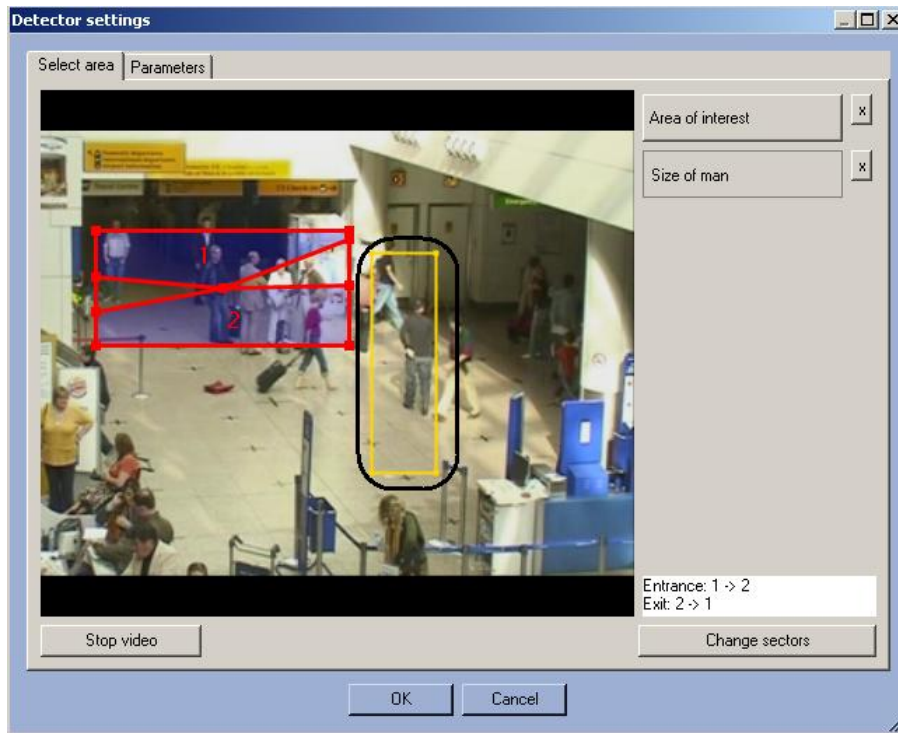 Detector settings
Select area
Parameters
Area of interest
x
Size of man
x
1
2
Entrance: 1 -> 2
Exit: 2 -> 1
Stop video
Change sectors
OK
Cancel